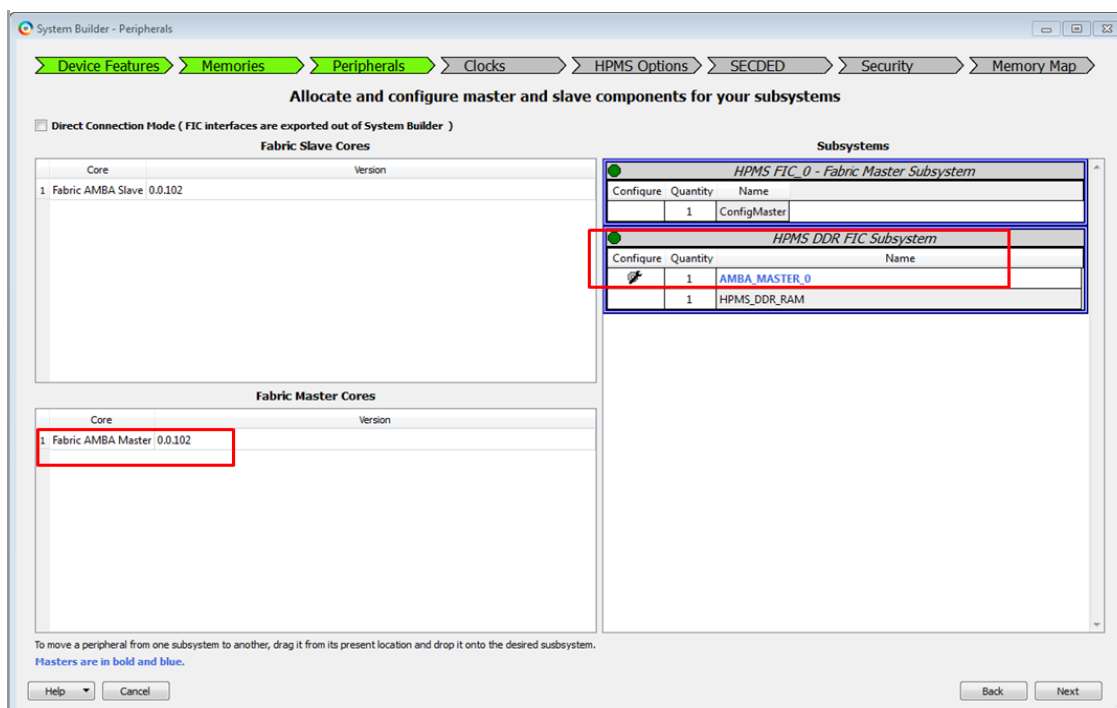 System Builder - Peripherals
Device Features Memories Peripherals Clocks HPMS Options SECDED Security Memory Map
Allocate and configure master and slave components for your subsystems
Direct Connection Mode ( FIC interfaces are exported out of System Builder )
Fabric Slave Cores
Core Version
1 Fabric AMBA Slave 0.0.102
Fabric Master Cores
Core Version
1 Fabric AMBA Master 0.0.102
Subsystems
HPMS FIC_0 - Fabric Master Subsystem
Configure Quantity Name
1 ConfigMaster
HPMS DDR FIC Subsystem
Configure Quantity Name
1 AMBA_MASTER_0
1 HPMS_DDR_RAM
To move a peripheral from one subsystem to another, drag it from its present location and drop it onto the desired susbsystem.
Masters are in bold and blue.
Help Cancel Back Next